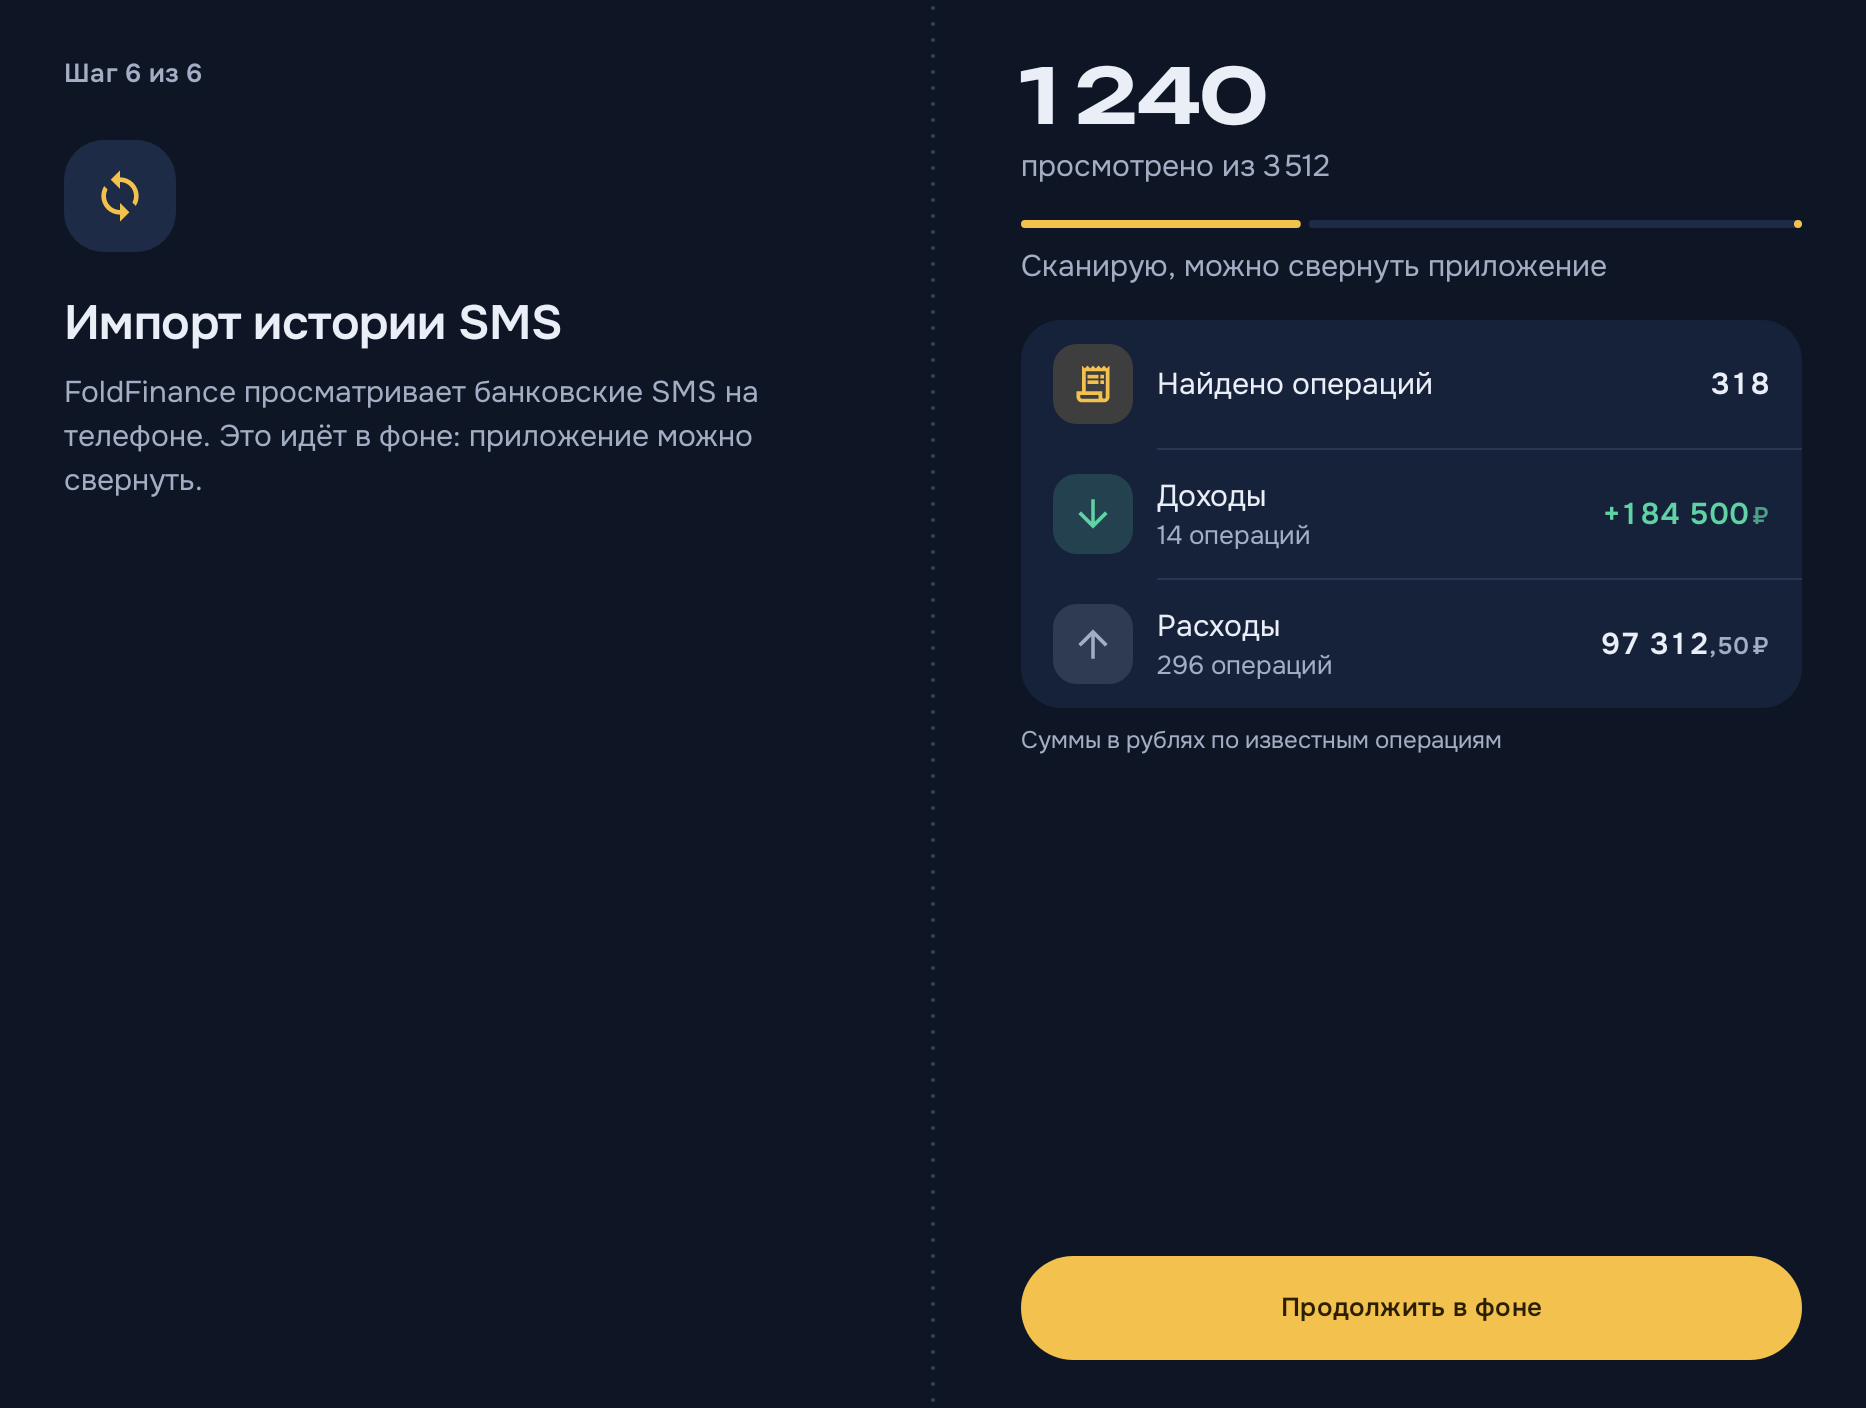 Шаг 6 из 6
Импорт истории SMS
FoldFinance просматривает банковские SMS на
телефоне. Это идёт в фоне: приложение можно
свернуть.
1 240
просмотрено из 3 512
Сканирую, можно свернуть приложение
Найдено операций 318
Доходы +184 500 ₽
14 операций
Расходы 97 312,50 ₽
296 операций
Суммы в рублях по известным операциям
Продолжить в фоне